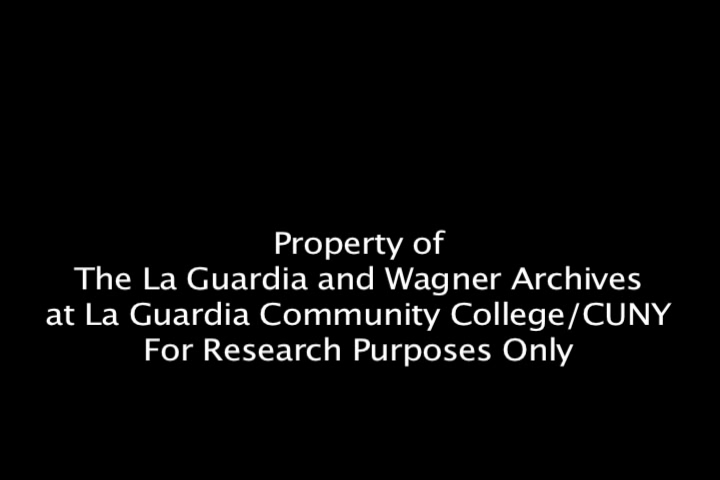 Property of
The La Guardia and Wagner Archives
at La Guardia Community College/CUNY
For Research Purposes Only